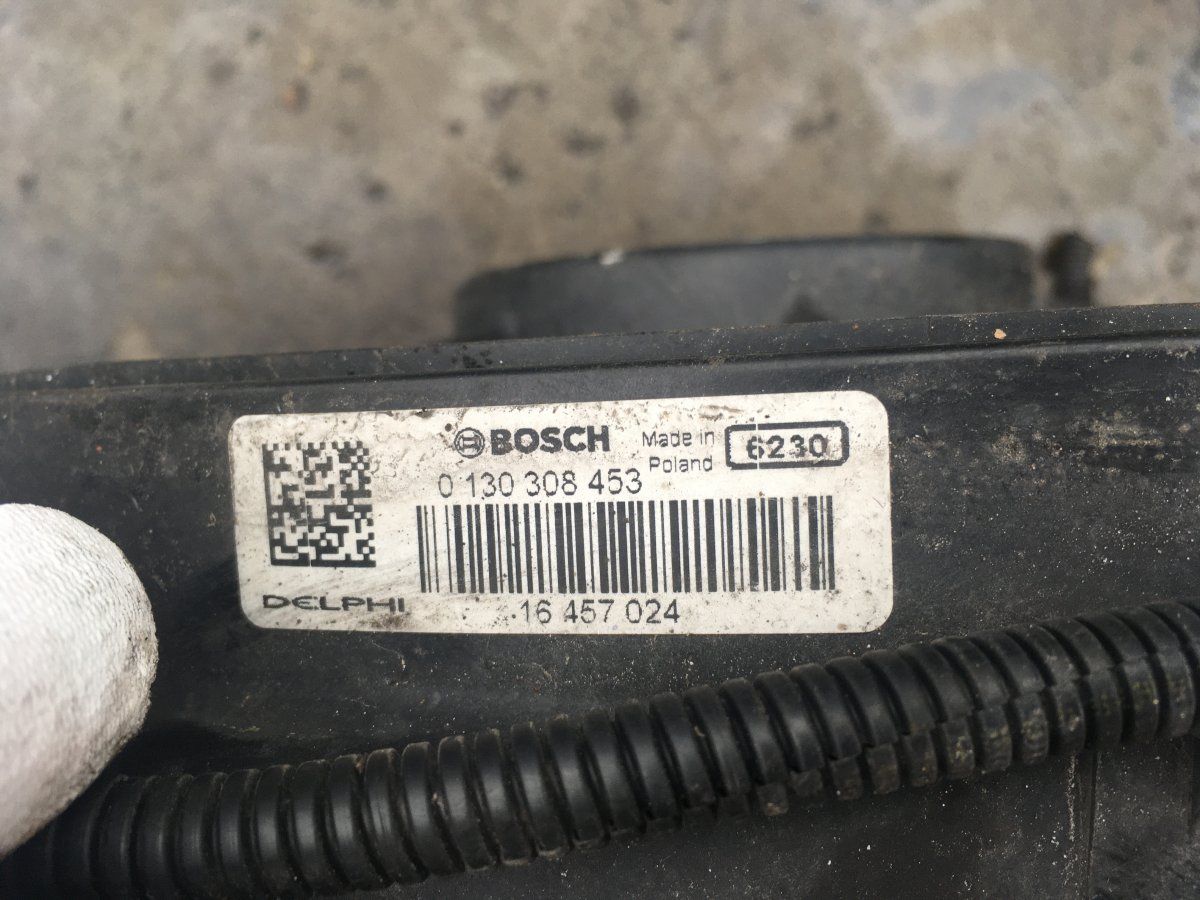 BOSCH Made in Poland 6230
0 130 308 453
DELPHI 16 457 024